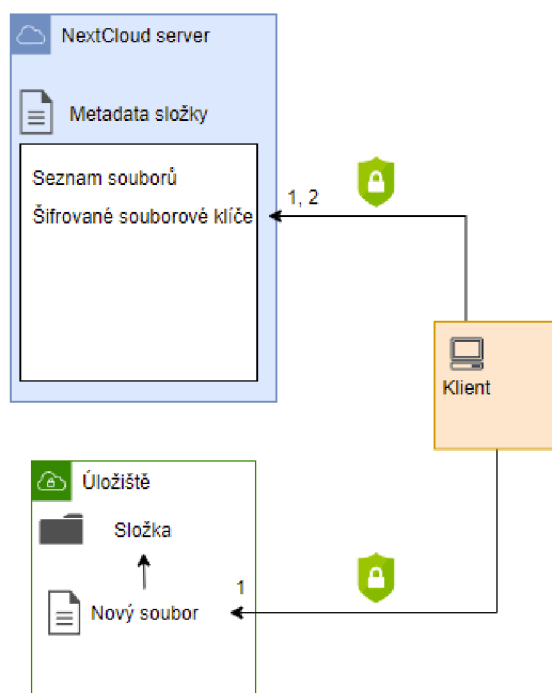 NextCloud server
Metadata složky
Seznam souborů
Šifrované souborové klíče
1, 2
Klient
Úložiště
Složka
1
Nový soubor